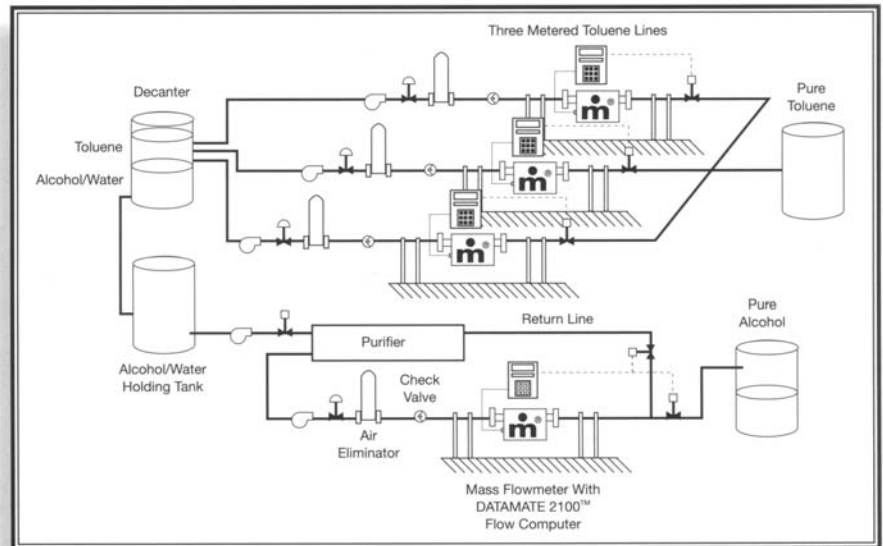 Three Metered Toluene Lines
Decanter
Pure
Toluene
Toluene
Alcohol/Water
m®
m®
m®
Pure
Alcohol
Return Line
Purifier
Alcohol/Water
Holding Tank
Check
Valve
Air
Eliminator
m®
Mass Flowmeter With
DATAMATE 2100™
Flow Computer